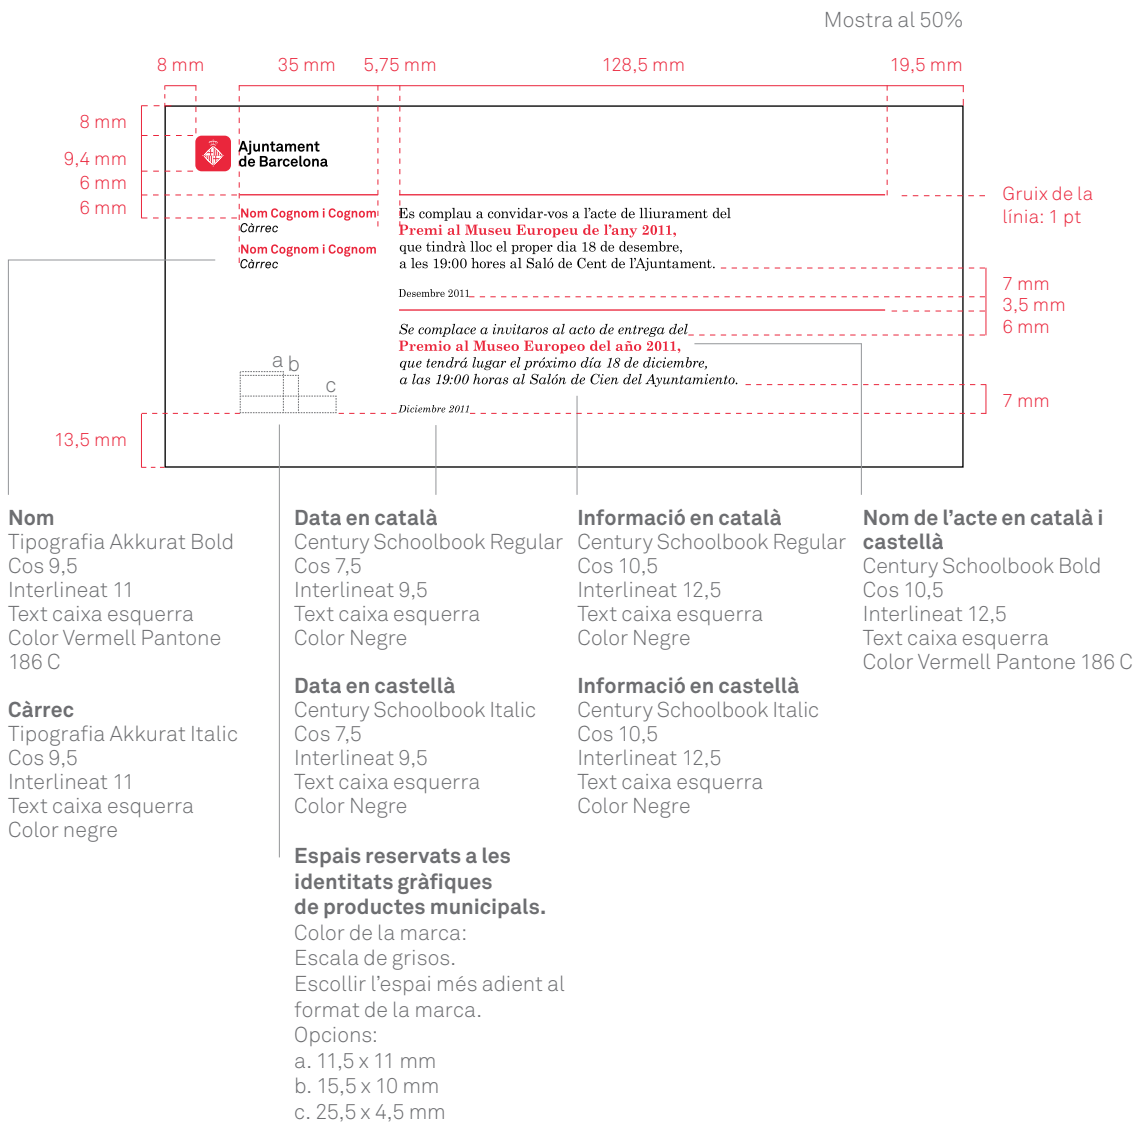 Mostra al 50%
8 mm
35 mm
5,75 mm
128,5 mm
19,5 mm
8 mm
9,4 mm
6 mm
6 mm
Ajuntament
de Barcelona
Gruix de la
línia: 1 pt
Nom Cognom i Cognom
Càrrec
Nom Cognom i Cognom
Càrrec
Es complau a convidar-vos a l'acte de lliurament del
Premi al Museu Europeu de l'any 2011,
que tindrà lloc el proper dia 18 de desembre,
a les 19:00 hores al Saló de Cent de l'Ajuntament.
Desembre 2011
7 mm
3,5 mm
6 mm
Se complace a invitaros al acto de entrega del
Premio al Museo Europeo del año 2011,
que tendrá lugar el próximo día 18 de diciembre,
a las 19:00 horas al Salón de Cien del Ayuntamiento.
Diciembre 2011
7 mm
a
b
c
13,5 mm
Nom
Tipografia Akkurat Bold
Cos 9,5
Interlineat 11
Text caixa esquerra
Color Vermell Pantone
186 C
Càrrec
Tipografia Akkurat Italic
Cos 9,5
Interlineat 11
Text caixa esquerra
Color negre
Data en català
Century Schoolbook Regular
Cos 7,5
Interlineat 9,5
Text caixa esquerra
Color Negre
Data en castellà
Century Schoolbook Italic
Cos 7,5
Interlineat 9,5
Text caixa esquerra
Color Negre
Espais reservats a les
identitats gràfiques
de productes municipals.
Color de la marca:
Escala de grisos.
Escollir l'espai més adient al
format de la marca.
Opcions:
a. 11,5 x 11 mm
b. 15,5 x 10 mm
c. 25,5 x 4,5 mm
Informació en català
Century Schoolbook Regular
Cos 10,5
Interlineat 12,5
Text caixa esquerra
Color Negre
Informació en castellà
Century Schoolbook Italic
Cos 10,5
Interlineat 12,5
Text caixa esquerra
Color Negre
Nom de l'acte en català i
castellà
Century Schoolbook Bold
Cos 10,5
Interlineat 12,5
Text caixa esquerra
Color Vermell Pantone 186 C